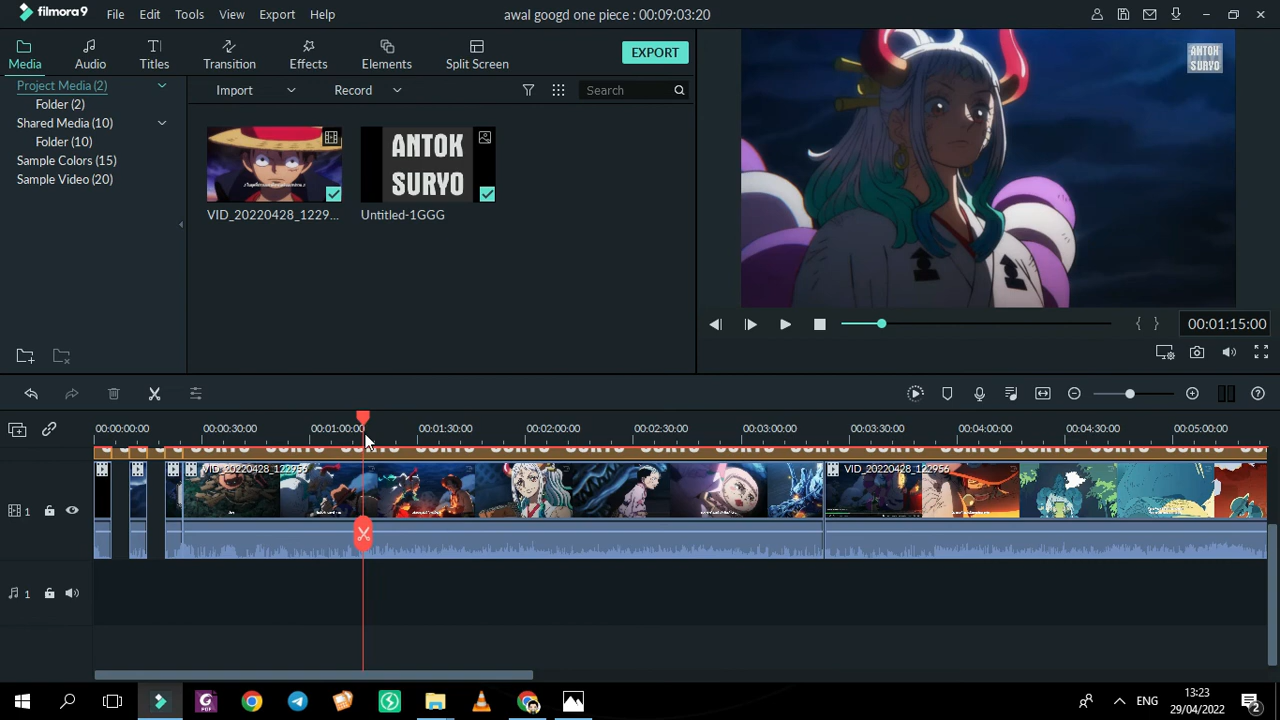 filmora9
File Edit Tools View Export Help
awal googd one piece : 00:09:03:20
Media Audio Titles Transition Effects Elements Split Screen
EXPORT
Project Media (2)
Folder (2)
Shared Media (10)
Folder (10)
Sample Colors (15)
Sample Video (20)
Import
Record
Search
ANTOK
SURYO
VID_20220428_1229...
Untitled-1GGG
ANTOK
SURYO
00:01:15:00
00:00:00:00 00:00:30:00 00:01:00:00 00:01:30:00 00:02:00:00 00:02:30:00 00:03:00:00 00:03:30:00 00:04:00:00 00:04:30:00 00:05:00:00
VID_20220428_122956
VID_20220428_122956
1
1
ENG
13:23
29/04/2022
2